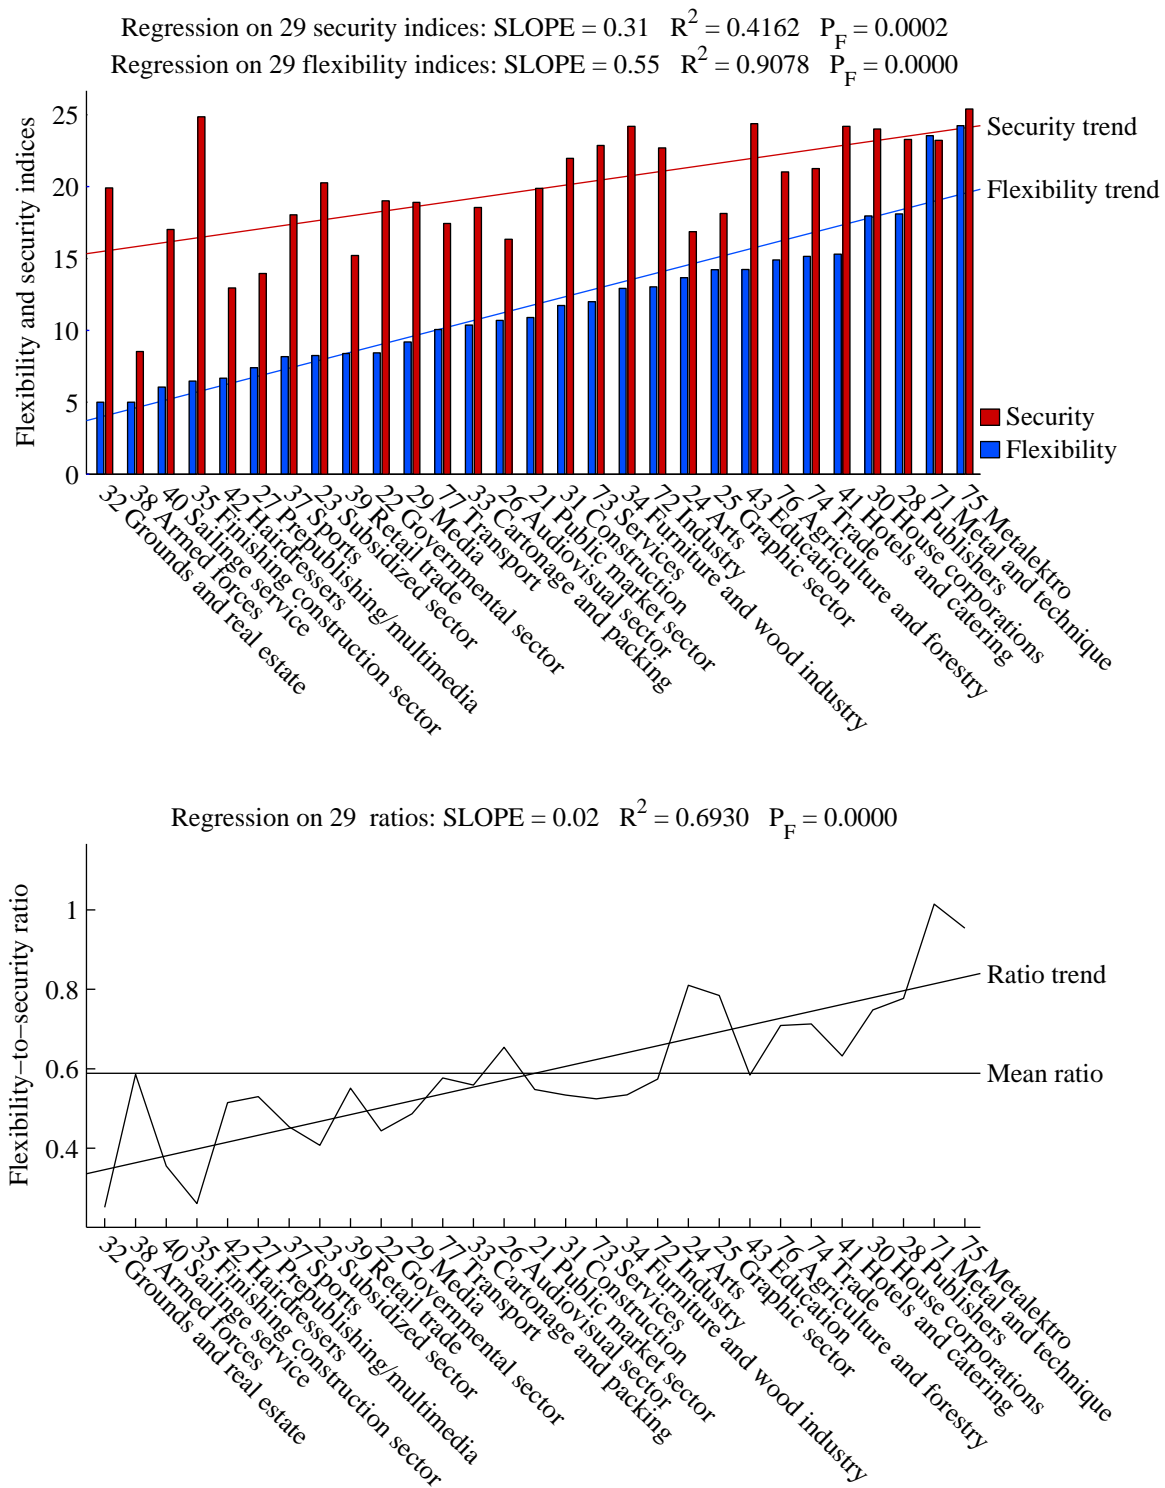 Regression on 29 security indices: SLOPE = 0.31 R² = 0.4162 P_F = 0.0002
Regression on 29 flexibility indices: SLOPE = 0.55 R² = 0.9078 P_F = 0.0000
Flexibility and security indices
25
20
15
10
5
0
Security trend
Flexibility trend
Security
Flexibility
32 Grounds and real estate
38 Armed forces
40 Sailinge service
35 Finishing construction sector
42 Hairdressers
27 Prepublishing/multimedia
37 Sports
23 Subsidized sector
39 Retail trade
22 Governmental sector
29 Media
77 Transport
33 Cartonage and packing
26 Audiovisual sector
21 Public market sector
31 Construction
73 Services
34 Furniture and wood industry
72 Industry
24 Arts
25 Graphic sector
43 Education
76 Agriculture and forestry
74 Trade
41 Hotels and catering
30 House corporations
28 Publishers
71 Metal and technique
75 Metalektro
Regression on 29 ratios: SLOPE = 0.02 R² = 0.6930 P_F = 0.0000
Flexibility−to−security ratio
1
0.8
0.6
0.4
Ratio trend
Mean ratio
32 Grounds and real estate
38 Armed forces
40 Sailinge service
35 Finishing construction sector
42 Hairdressers
27 Prepublishing/multimedia
37 Sports
23 Subsidized sector
39 Retail trade
22 Governmental sector
29 Media
77 Transport
33 Cartonage and packing
26 Audiovisual sector
21 Public market sector
31 Construction
73 Services
34 Furniture and wood industry
72 Industry
24 Arts
25 Graphic sector
43 Education
76 Agriculture and forestry
74 Trade
41 Hotels and catering
30 House corporations
28 Publishers
71 Metal and technique
75 Metalektro